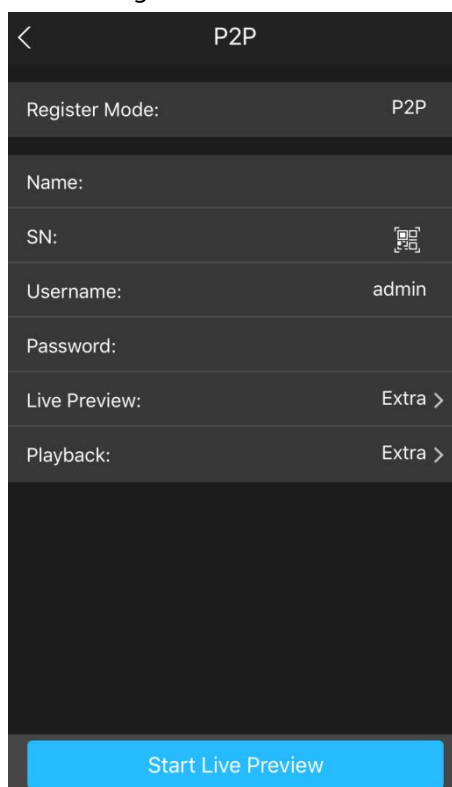 P2P
Register Mode: P2P
Name:
SN:
Username: admin
Password:
Live Preview: Extra >
Playback: Extra >
Start Live Preview